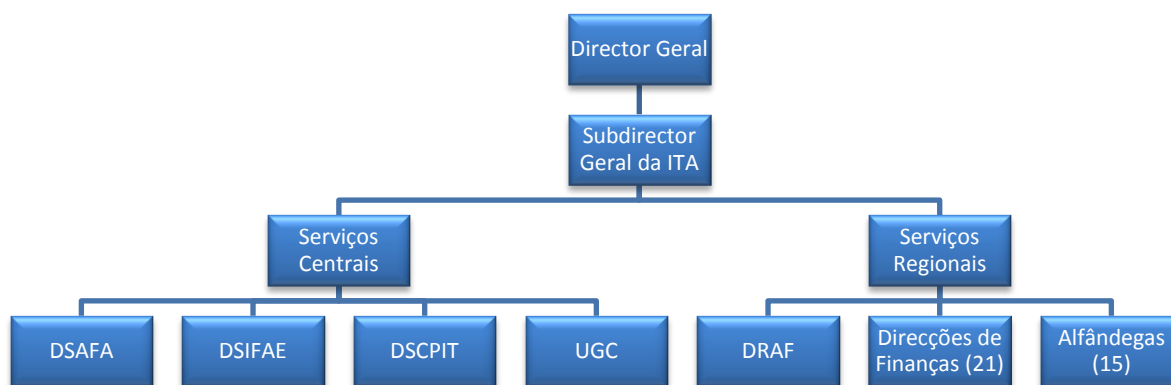 Director Geral
Subdirector
Geral da ITA
Serviços
Centrais
Serviços
Regionais
DSAFA
DSIFAE
DSCPIT
UGC
DRAF
Direcções de
Finanças (21)
Alfândegas
(15)